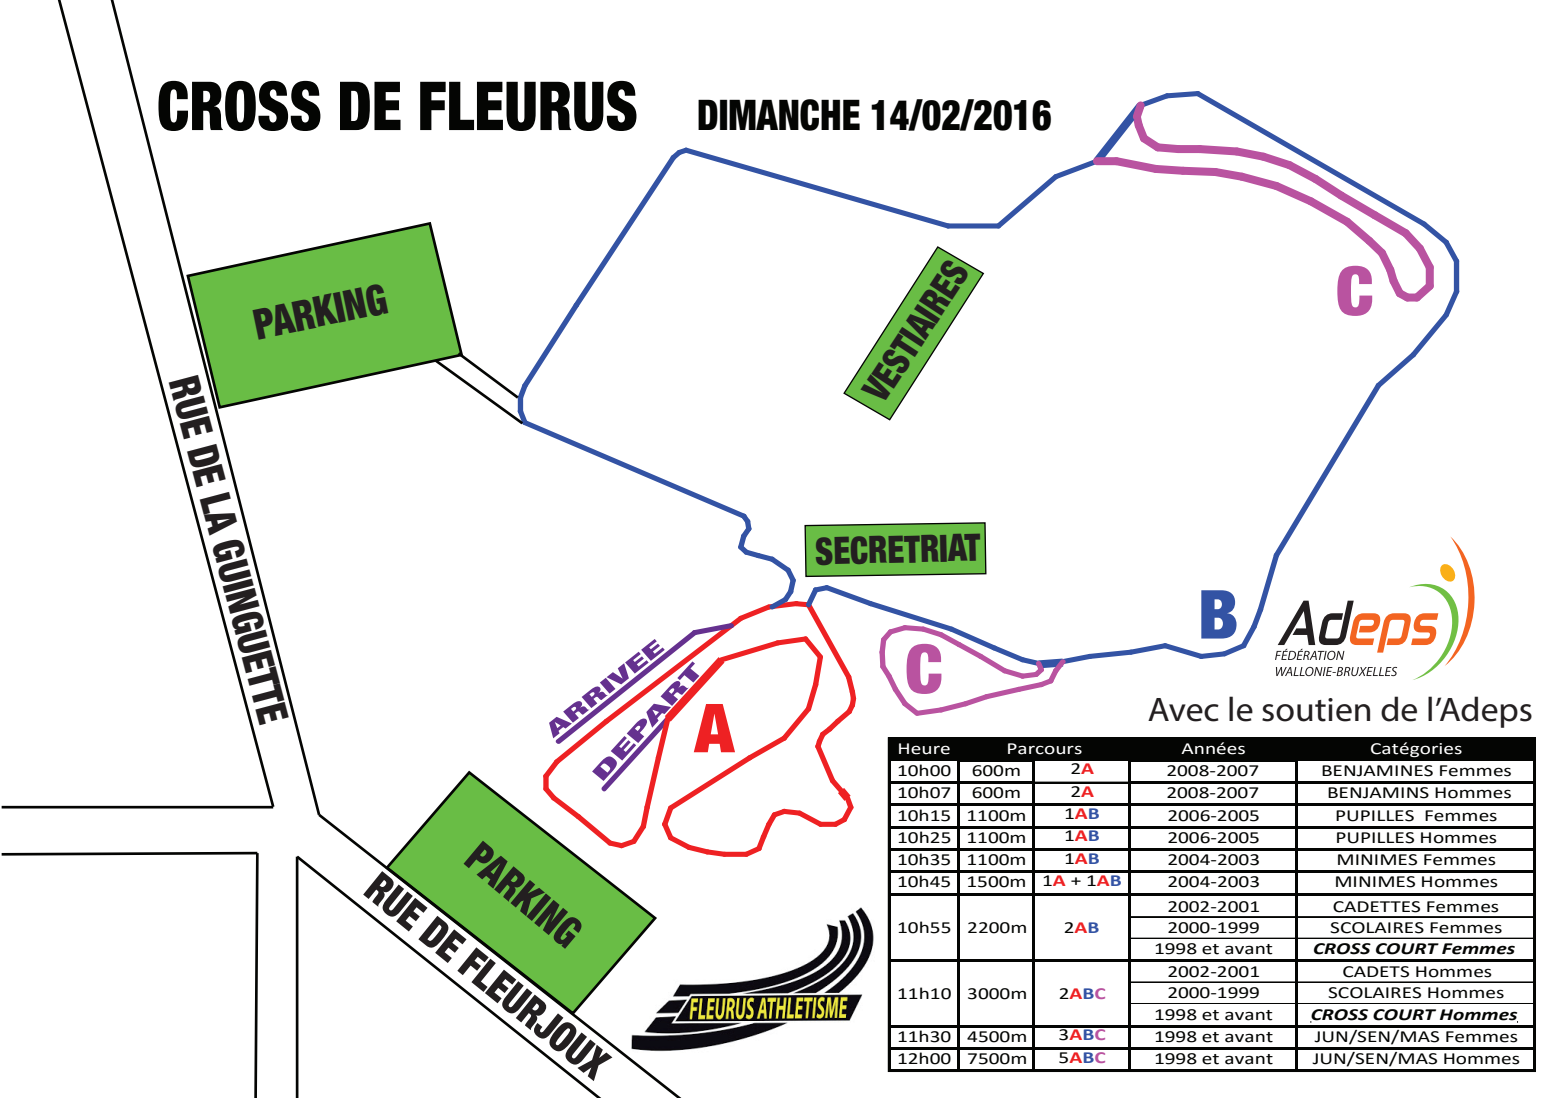 CROSS DE FLEURUS
DIMANCHE 14/02/2016
PARKING
VESTIAIRES
C
RUE DE LA GUINGUETTE
SECRETRIAT
B
Adeps
FÉDÉRATION
WALLONIE-BRUXELLES
ARRIVEE
DEPART
C
A
Avec le soutien de l'Adeps
PARKING
RUE DE FLEURJOUX
FLEURUS ATHLETISME
Heure Parcours Années Catégories
10h00 600m 2A 2008-2007 BENJAMINES Femmes
10h07 600m 2A 2008-2007 BENJAMINS Hommes
10h15 1100m 1AB 2006-2005 PUPILLES Femmes
10h25 1100m 1AB 2006-2005 PUPILLES Hommes
10h35 1100m 1AB 2004-2003 MINIMES Femmes
10h45 1500m 1A + 1AB 2004-2003 MINIMES Hommes
2002-2001 CADETTES Femmes
10h55 2200m 2AB 2000-1999 SCOLAIRES Femmes
1998 et avant CROSS COURT Femmes
2002-2001 CADETS Hommes
11h10 3000m 2ABC 2000-1999 SCOLAIRES Hommes
1998 et avant CROSS COURT Hommes
11h30 4500m 3ABC 1998 et avant JUN/SEN/MAS Femmes
12h00 7500m 5ABC 1998 et avant JUN/SEN/MAS Hommes